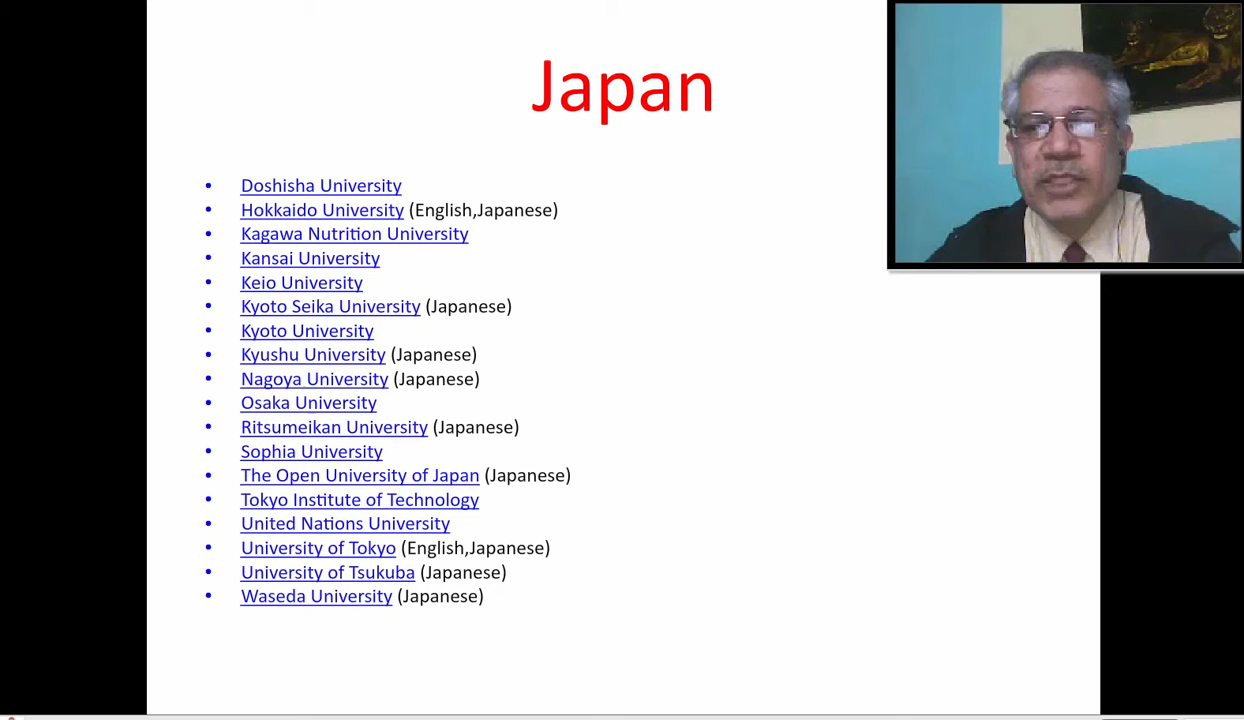 Japan
• Doshisha University
• Hokkaido University (English,Japanese)
• Kagawa Nutrition University
• Kansai University
• Keio University
• Kyoto Seika University (Japanese)
• Kyoto University
• Kyushu University (Japanese)
• Nagoya University (Japanese)
• Osaka University
• Ritsumeikan University (Japanese)
• Sophia University
• The Open University of Japan (Japanese)
• Tokyo Institute of Technology
• United Nations University
• University of Tokyo (English,Japanese)
• University of Tsukuba (Japanese)
• Waseda University (Japanese)